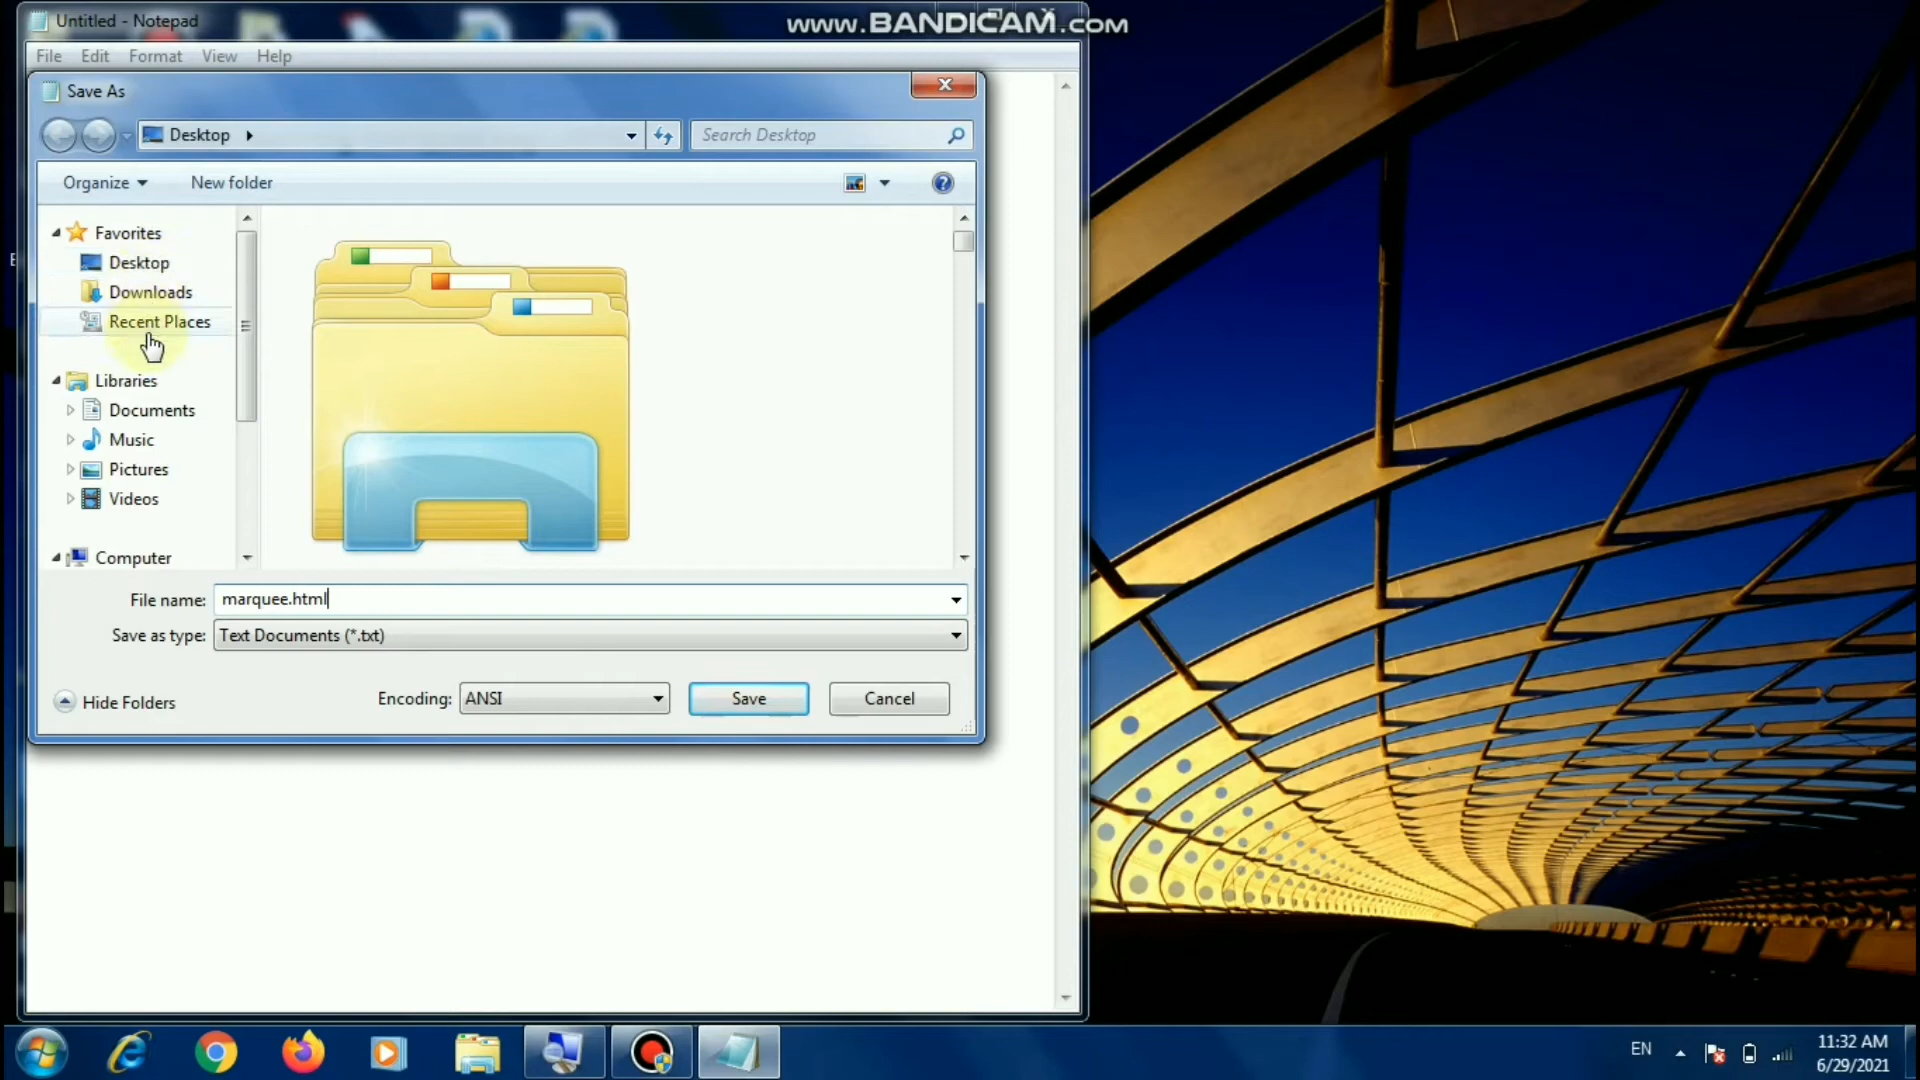 Untitled - Notepad
www.BANDICAM.com
File Edit Format View Help
Save As
Desktop
Search Desktop
Organize New folder
Favorites
Desktop
Downloads
Recent Places
Libraries
Documents
Music
Pictures
Videos
Computer
File name: marquee.html
Save as type: Text Documents (*.txt)
Hide Folders Encoding: ANSI Save Cancel
EN
11:32 AM
6/29/2021